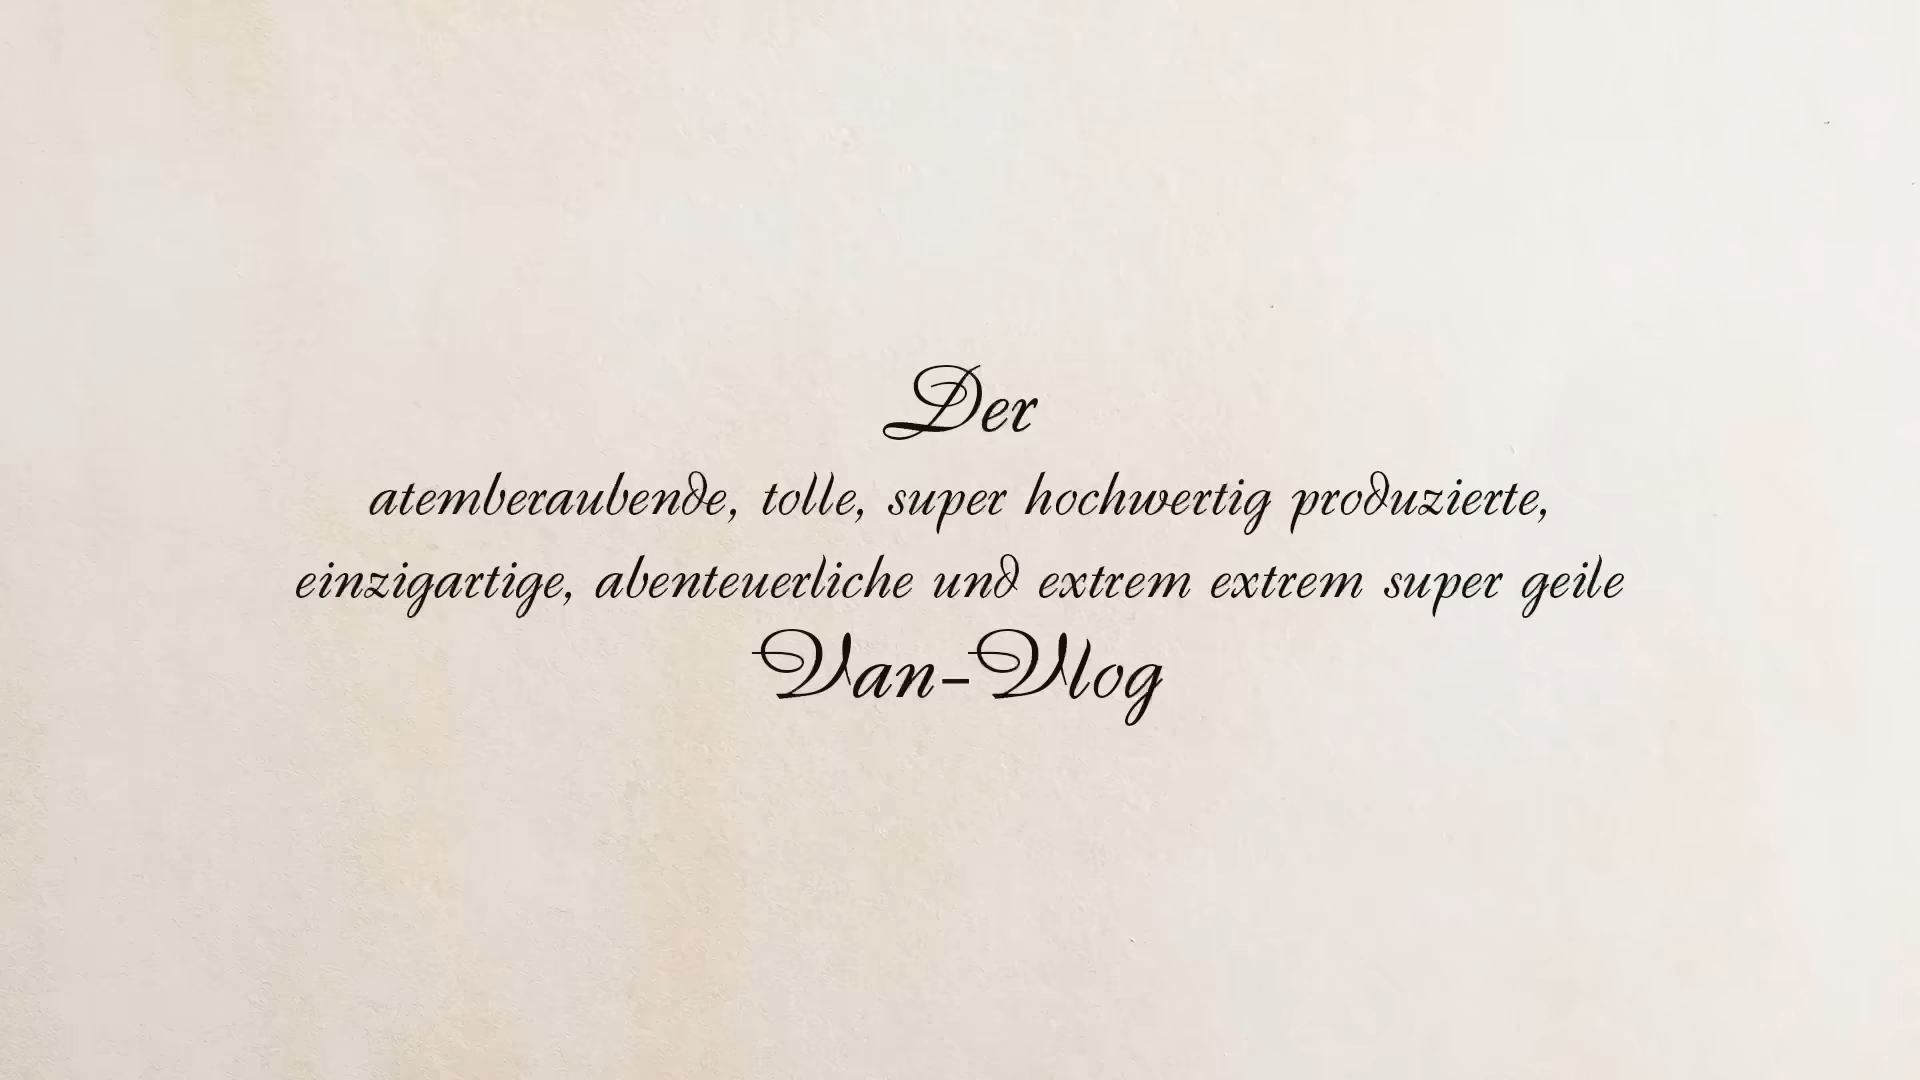 Der
atemberaubende, tolle, super hochwertig produzierte,
einzigartige, abenteuerliche und extrem extrem super geile
Van-Vlog